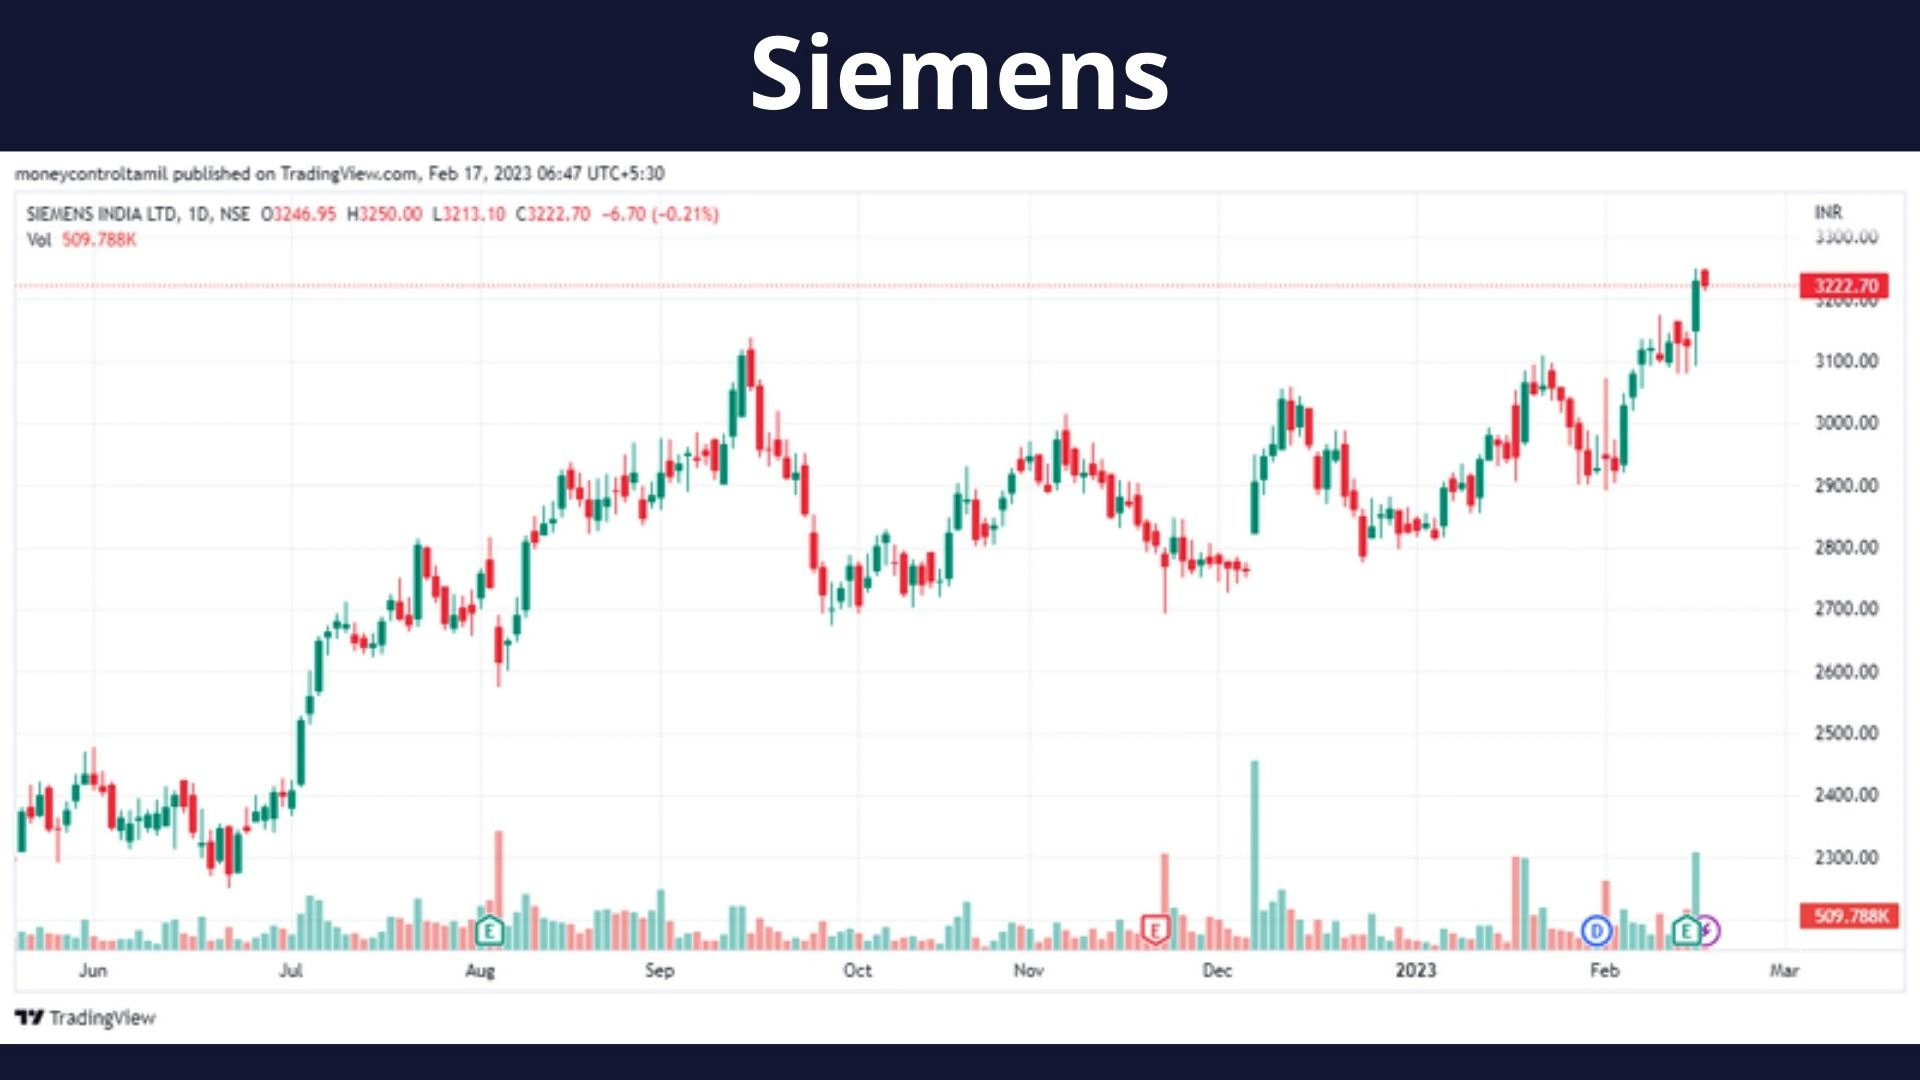 Siemens
moneycontroltamil published on TradingView.com, Feb 17, 2023 06:47 UTC+5:30
SIEMENS INDIA LTD, 1D, NSE O3246.95 H3250.00 L3213.10 C3222.70 −6.70 (−0.21%)
Vol 509.788K
INR
3300.00
3222.70
3200.00
3100.00
3000.00
2900.00
2800.00
2700.00
2600.00
2500.00
2400.00
2300.00
509.788K
E E D E
Jun Jul Aug Sep Oct Nov Dec 2023 Feb Mar
TradingView